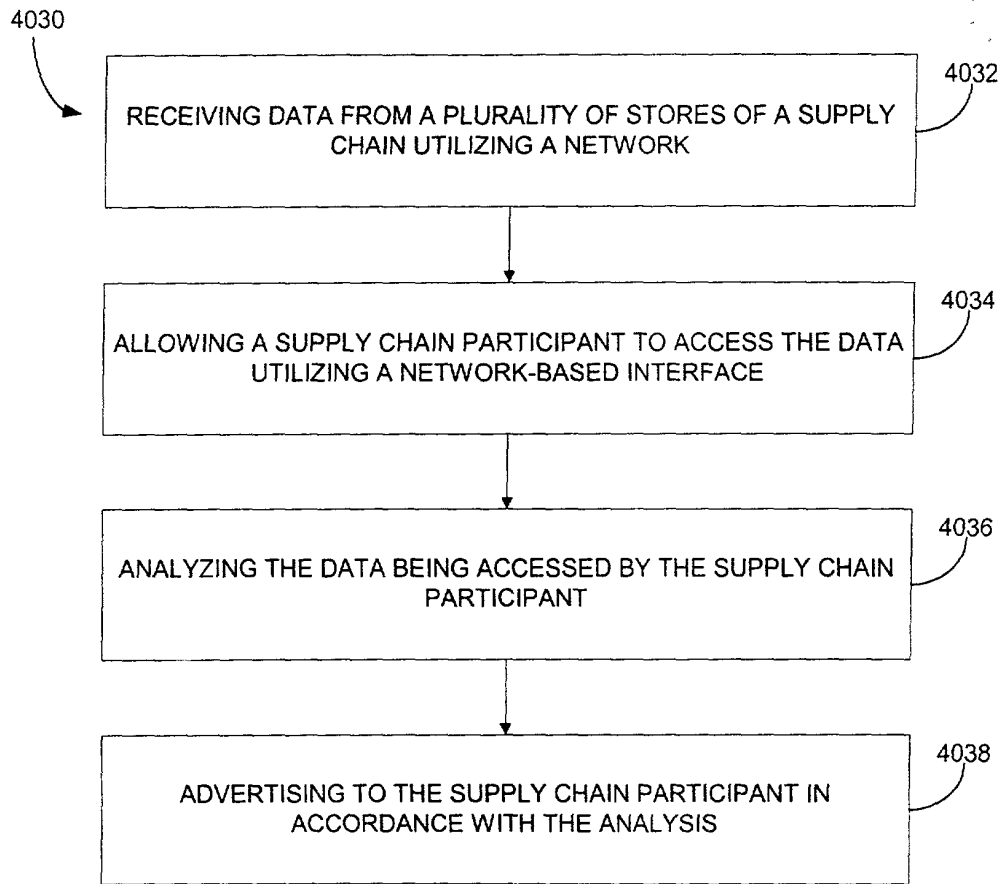 4030
4032
RECEIVING DATA FROM A PLURALITY OF STORES OF A SUPPLY
CHAIN UTILIZING A NETWORK
4034
ALLOWING A SUPPLY CHAIN PARTICIPANT TO ACCESS THE DATA
UTILIZING A NETWORK-BASED INTERFACE
4036
ANALYZING THE DATA BEING ACCESSED BY THE SUPPLY CHAIN
PARTICIPANT
4038
ADVERTISING TO THE SUPPLY CHAIN PARTICIPANT IN
ACCORDANCE WITH THE ANALYSIS